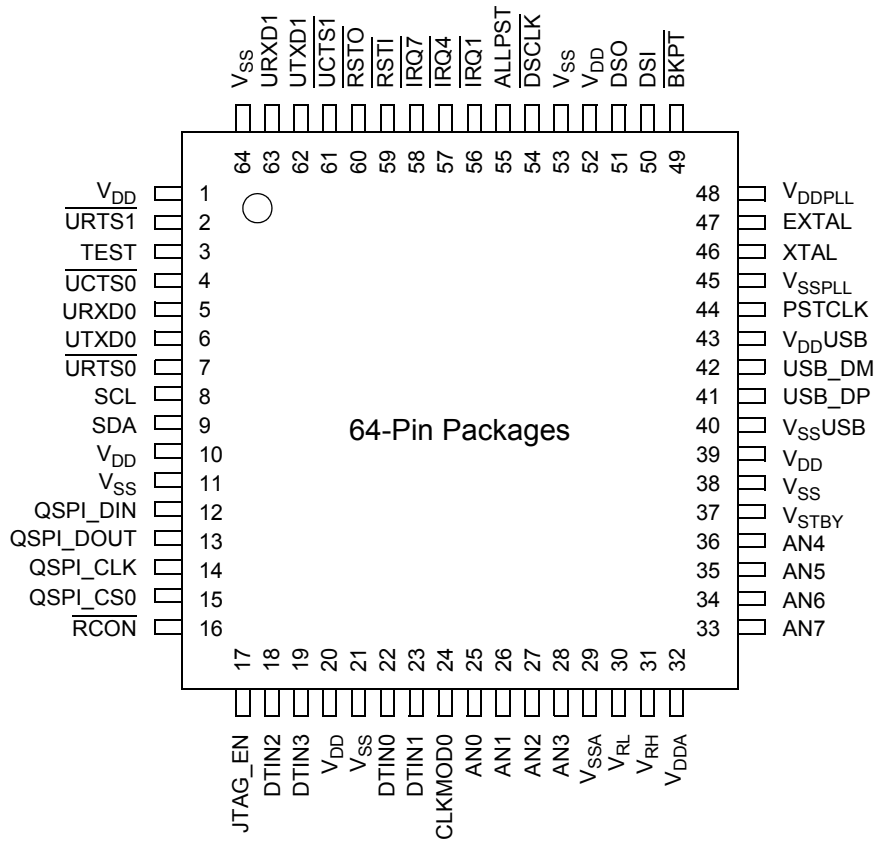 VSS
URXD1
UTXD1
UCTS1
RSTO
RSTI
IRQ7
IRQ4
IRQ1
ALLPST
DSCLK
VSS
VDD
DSO
DSI
BKPT
64
63
62
61
60
59
58
57
56
55
54
53
52
51
50
49
VDD 1
URTS1 2
TEST 3
UCTS0 4
URXD0 5
UTXD0 6
URTS0 7
SCL 8
SDA 9
VDD 10
VSS 11
QSPI_DIN 12
QSPI_DOUT 13
QSPI_CLK 14
QSPI_CS0 15
RCON 16
64-Pin Packages
48 VDDPLL
47 EXTAL
46 XTAL
45 VSSPLL
44 PSTCLK
43 VDDUSB
42 USB_DM
41 USB_DP
40 VSSUSB
39 VDD
38 VSS
37 VSTBY
36 AN4
35 AN5
34 AN6
33 AN7
17
18
19
20
21
22
23
24
25
26
27
28
29
30
31
32
JTAG_EN
DTIN2
DTIN3
VDD
VSS
DTIN0
DTIN1
CLKMOD0
AN0
AN1
AN2
AN3
VSSA
VRL
VRH
VDDA